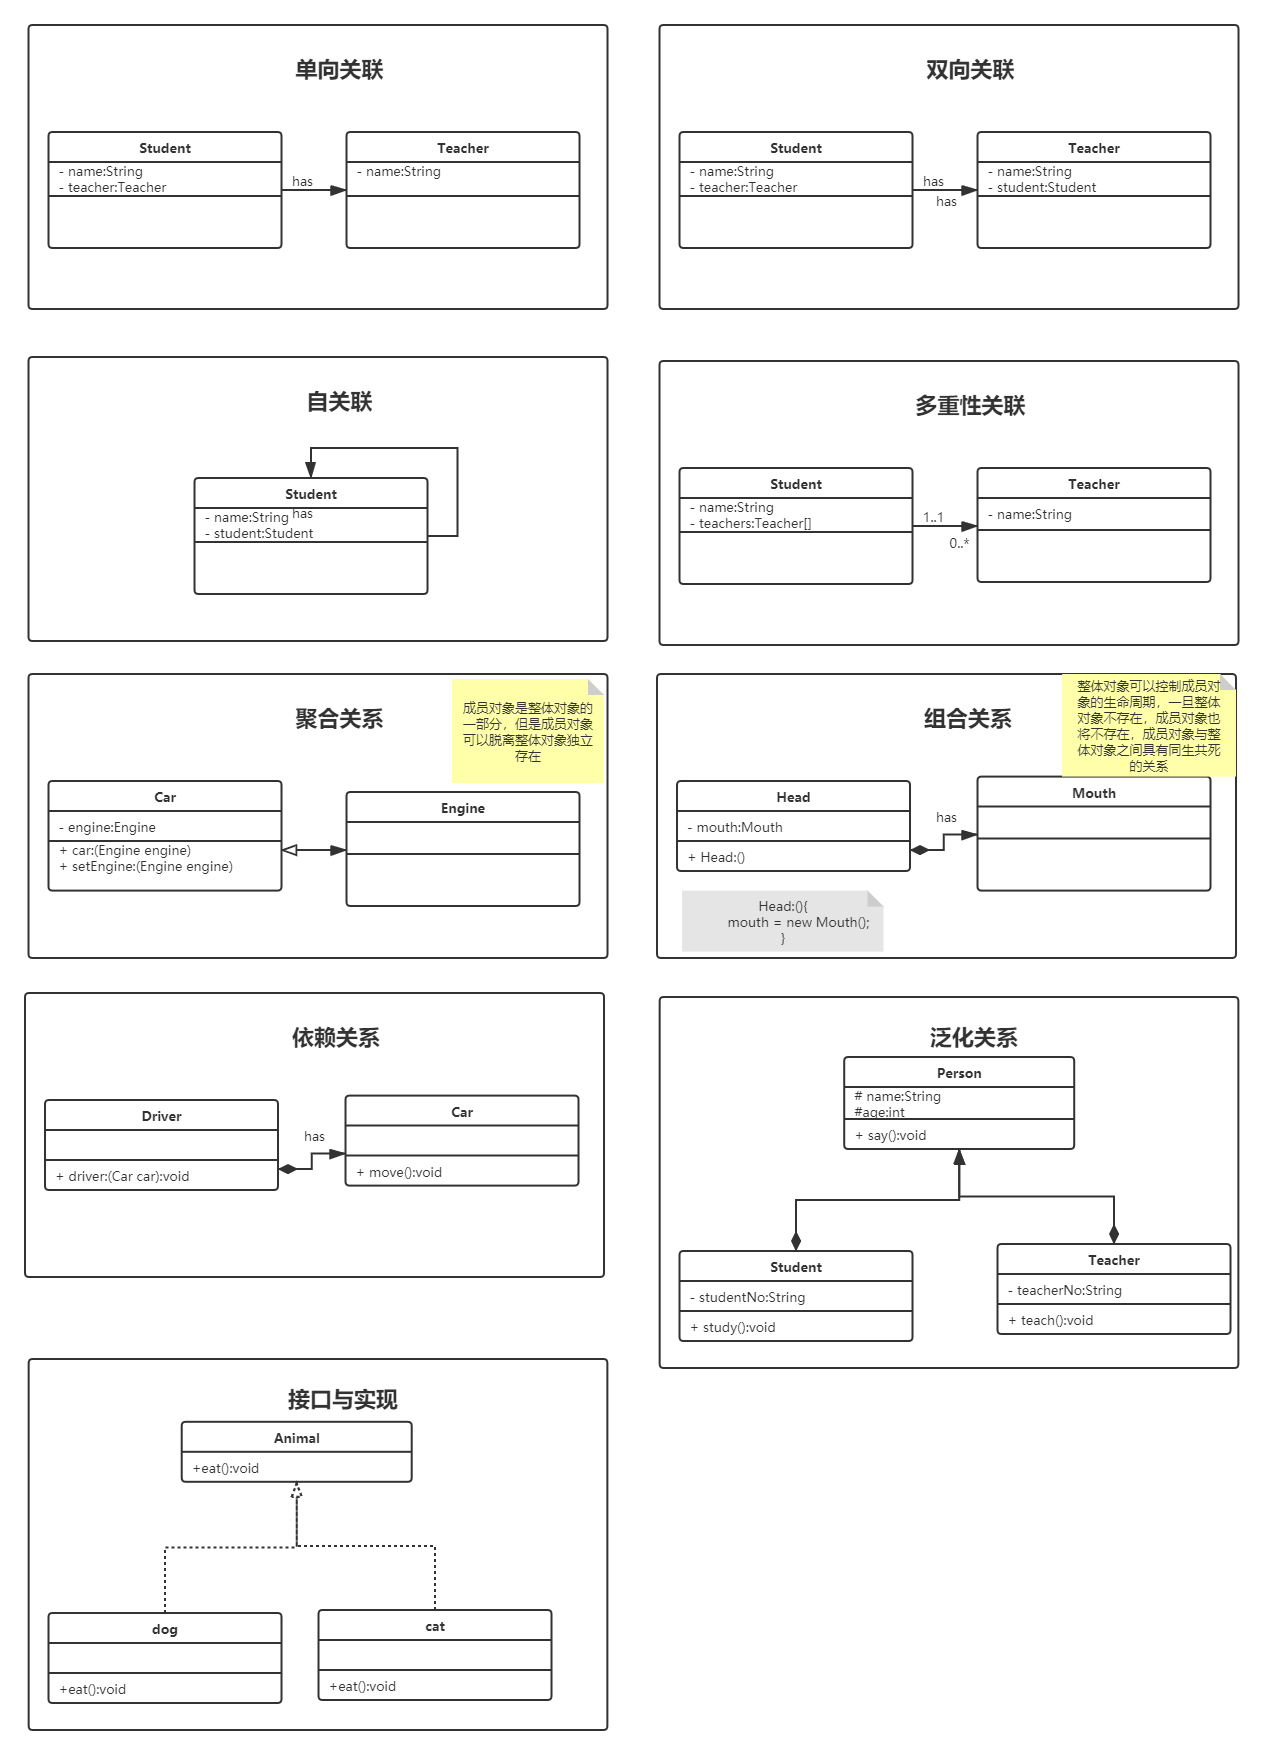 单向关联
Student
- name:String
- teacher:Teacher
has
Teacher
- name:String
双向关联
Student
- name:String
- teacher:Teacher
has
has
Teacher
- name:String
- student:Student
自关联
Student
- name:String
has
- student:Student
多重性关联
Student
- name:String
- teachers:Teacher[]
1..1
0..*
Teacher
- name:String
聚合关系
成员对象是整体对象的
一部分，但是成员对象
可以脱离整体对象独立
存在
Car
- engine:Engine
+ car:(Engine engine)
+ setEngine:(Engine engine)
Engine
组合关系
整体对象可以控制成员对
象的生命周期，一旦整体
对象不存在，成员对象也
将不存在，成员对象与整
体对象之间具有同生共死
的关系
Head
- mouth:Mouth
+ Head:()
has
Mouth
Head:(){
mouth = new Mouth();
}
依赖关系
Driver
+ driver:(Car car):void
has
Car
+ move():void
泛化关系
Person
# name:String
#age:int
+ say():void
Student
- studentNo:String
+ study():void
Teacher
- teacherNo:String
+ teach():void
接口与实现
Animal
+eat():void
dog
+eat():void
cat
+eat():void